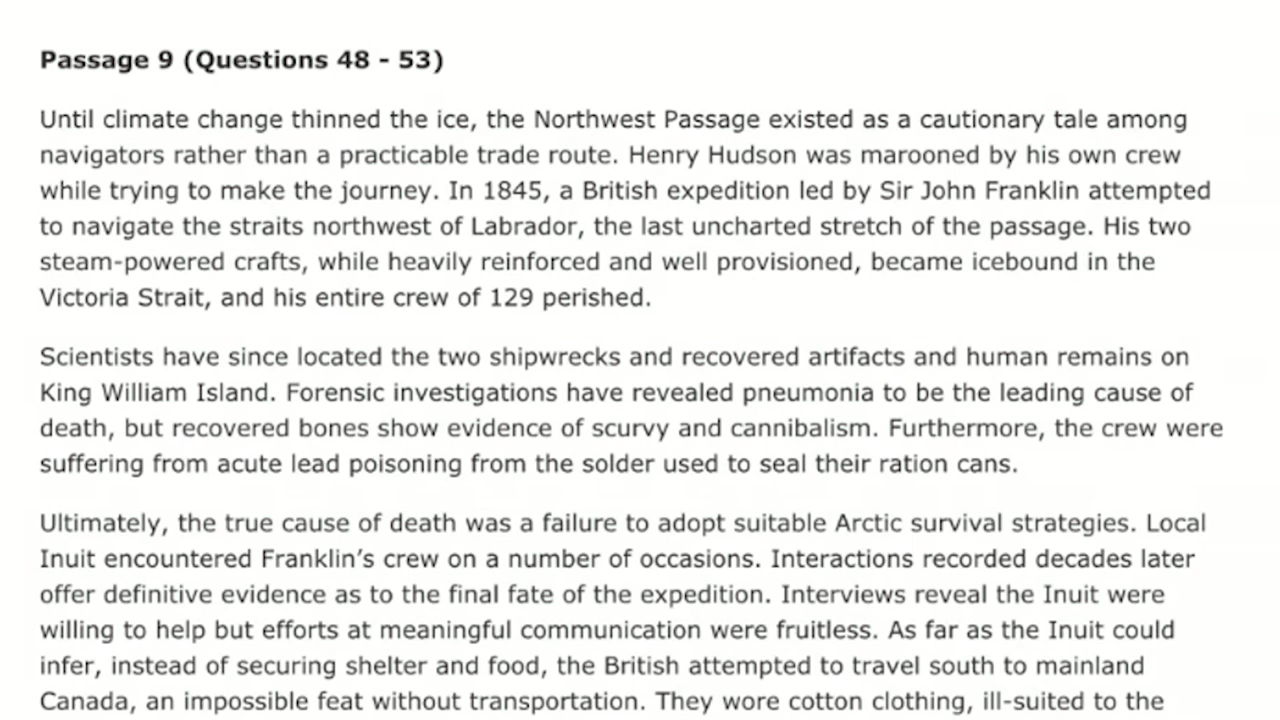 Passage 9 (Questions 48 - 53)
Until climate change thinned the ice, the Northwest Passage existed as a cautionary tale among
navigators rather than a practicable trade route. Henry Hudson was marooned by his own crew
while trying to make the journey. In 1845, a British expedition led by Sir John Franklin attempted
to navigate the straits northwest of Labrador, the last uncharted stretch of the passage. His two
steam-powered crafts, while heavily reinforced and well provisioned, became icebound in the
Victoria Strait, and his entire crew of 129 perished.
Scientists have since located the two shipwrecks and recovered artifacts and human remains on
King William Island. Forensic investigations have revealed pneumonia to be the leading cause of
death, but recovered bones show evidence of scurvy and cannibalism. Furthermore, the crew were
suffering from acute lead poisoning from the solder used to seal their ration cans.
Ultimately, the true cause of death was a failure to adopt suitable Arctic survival strategies. Local
Inuit encountered Franklin’s crew on a number of occasions. Interactions recorded decades later
offer definitive evidence as to the final fate of the expedition. Interviews reveal the Inuit were
willing to help but efforts at meaningful communication were fruitless. As far as the Inuit could
infer, instead of securing shelter and food, the British attempted to travel south to mainland
Canada, an impossible feat without transportation. They wore cotton clothing, ill-suited to the